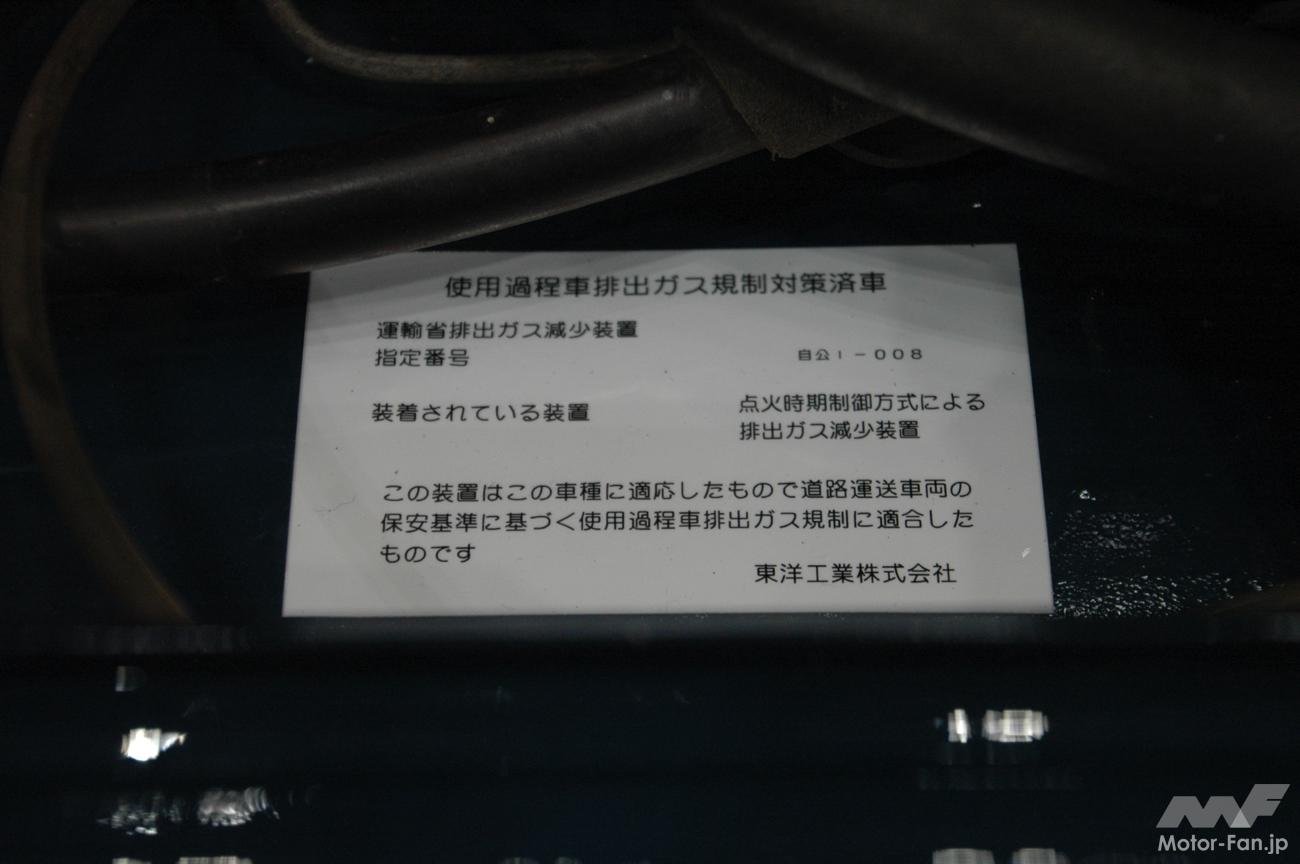 使用過程車排出ガス規制対策済車
運輸省排出ガス減少装置
指定番号
自公1-008
装着されている装置
点火時期制御方式による
排出ガス減少装置
この装置はこの車種に適応したもので道路運送車両の
保安基準に基づく使用過程車排出ガス規制に適合した
ものです
東洋工業株式会社
MF
Motor-Fan.jp